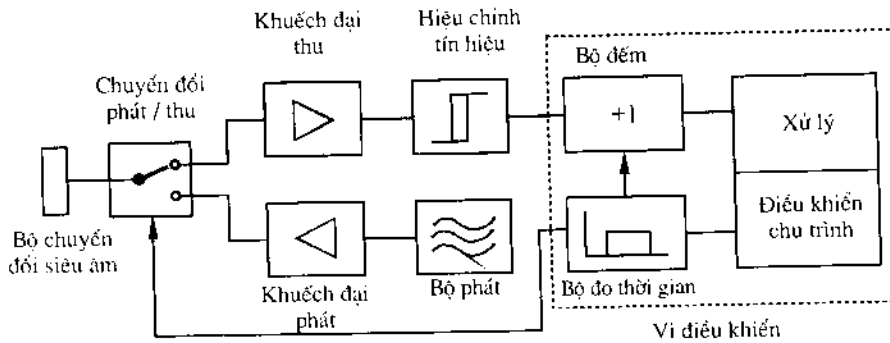 Khuếch đại
thu
Hiệu chỉnh
tín hiệu
Bộ đếm
Chuyển đổi
phát / thu
+1
Xử lý
Điều khiển
chu trình
Bộ chuyển
đổi siêu âm
Khuếch đại
phát
Bộ phát
Bộ đo thời gian
Vi điều khiển